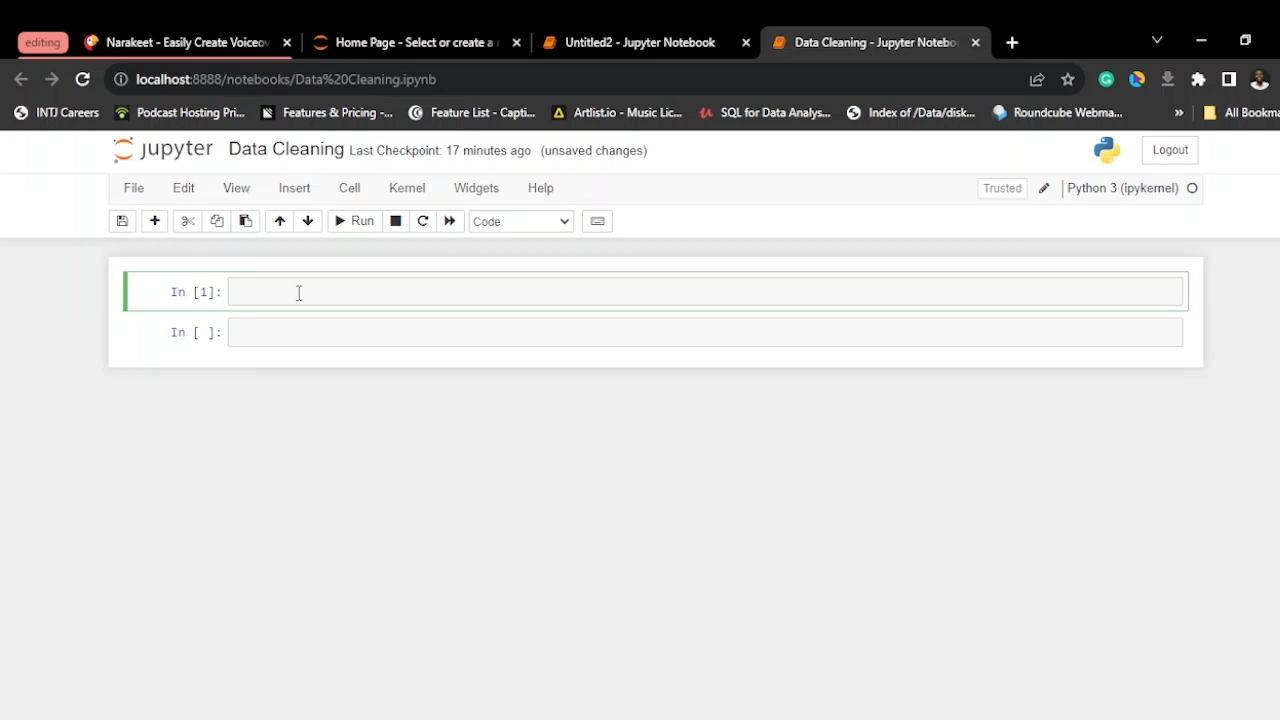 editing Narakeet - Easily Create Voiceov Home Page - Select or create a Untitled2 - Jupyter Notebook Data Cleaning - Jupyter Notebo
localhost:8888/notebooks/Data%20Cleaning.ipynb
INTJ Careers Podcast Hosting Pri... Features & Pricing -... Feature List - Capti... Artlist.io - Music Lic... SQL for Data Analys... Index of /Data/disk... Roundcube Webma... » All Bookma
jupyter Data Cleaning Last Checkpoint: 17 minutes ago (unsaved changes) Logout
File Edit View Insert Cell Kernel Widgets Help Trusted Python 3 (ipykernel)
Run Code
In [1]:
In [ ]: